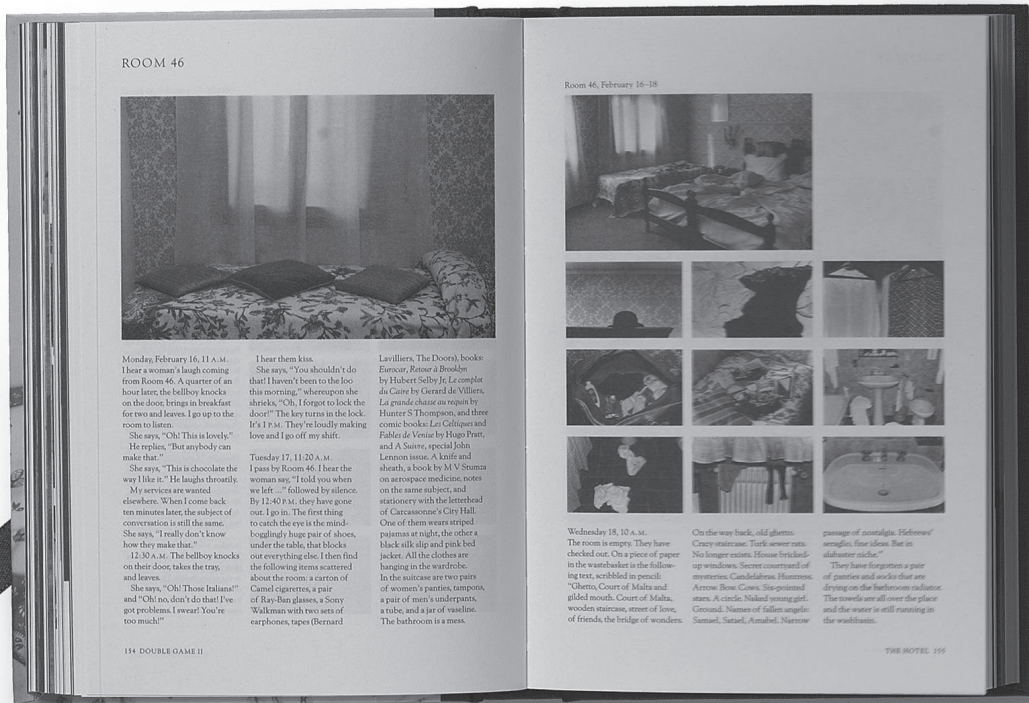 ROOM 46
Monday, February 16, 11 A.M.
I hear a woman's laugh coming
from Room 46. A quarter of an
hour later, the bellboy knocks
on the door, brings in breakfast
for two and leaves. I go up to the
room to listen.
She says, "Oh! This is lovely."
He replies, "But anybody can
make that."
She says, "This is chocolate the
way I like it." He laughs throatily.
My services are wanted
elsewhere. When I come back
ten minutes later, the subject of
conversation is still the same.
She says, "I really don't know
how they make that."
12:30 A.M. The bellboy knocks
on their door, takes the tray,
and leaves.
She says, "Oh! Those Italians!"
and "Oh! no, don't do that! I've
got problems. I swear! You're
too much!"
I hear them kiss.
She says, "You shouldn't do
that! I haven't been to the loo
this morning," whereupon she
shrieks, "Oh, I forgot to lock the
door!" The key turns in the lock.
It's 1 P.M. They're loudly making
love and I go off my shift.
Tuesday 17, 11:20 A.M.
I pass by Room 46. I hear the
woman say, "I told you when
we left ..." followed by silence.
By 12:40 P.M. they have gone
out. I go in. The first thing
to catch the eye is the mind-
bogglingly huge pair of shoes,
under the table, that blocks
out everything else. I then find
the following items scattered
about the room: a carton of
Camel cigarettes, a pair
of Ray-Ban glasses, a Sony
Walkman with two sets of
earphones, tapes (Bernard
Lavilliers, The Doors), books:
Eurocar, Retour à Brooklyn
by Hubert Selby Jr, Le complot
du Caire by Gerard de Villiers,
La grande chasse au requin by
Hunter S Thompson, and three
comic books: Les Celtiques and
Fables de Venise by Hugo Pratt,
and A Suivre, special John
Lennon issue. A knife and
sheath, a book by M V Stumza
on aerospace medicine, notes
on the same subject, and
stationery with the letterhead
of Carcassonne's City Hall.
One of them wears striped
pajamas at night, the other a
black silk slip and pink bed
jacket. All the clothes are
hanging in the wardrobe.
In the suitcase are two pairs
of women's panties, tampons,
a pair of men's underpants,
a tube, and a jar of vaseline.
The bathroom is a mess.
154 DOUBLE GAME II
Room 46, February 16–18
Wednesday 18, 10 A.M.
The room is empty. They have
checked out. On a piece of paper
in the wastebasket is the follow-
ing text, scribbled in pencil:
"Ghetto, Court of Malta and
gilded mouth. Court of Malta,
wooden staircase, street of love,
of friends, the bridge of wonders.
On the way back, old ghetto.
Crazy staircase. Turk sewer rats.
No longer exists. House bricked-
up windows. Secret courtyard of
mysteries. Candelabras. Huntress.
Arrow. Bow. Cows. Six-pointed
stars. A circle. Naked young girl.
Ground. Names of fallen angels:
Samael, Satael, Amabel. Narrow
passage of nostalgia. Hebrews'
seraglio, fine ideas. But in
alabaster niche."
They have forgotten a pair
of panties and socks that are
drying on the bathroom radiator.
The towels are all over the place
and the water is still running in
the washbasin.
THE HOTEL 155